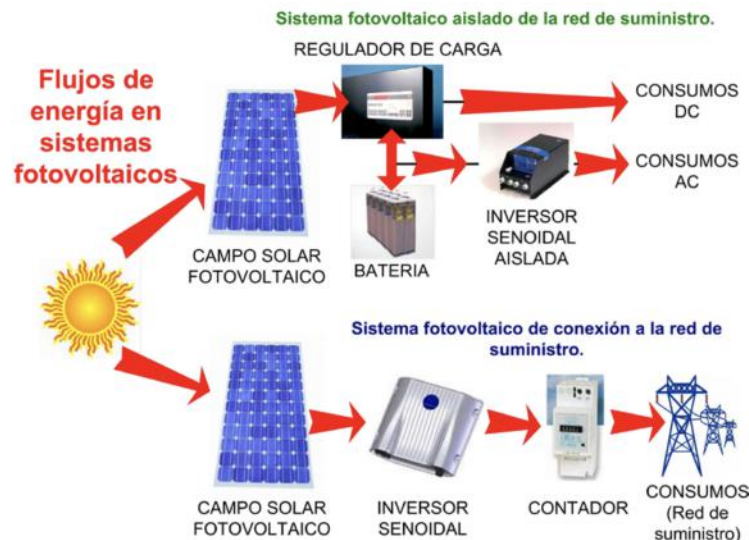 Sistema fotovoltaico aislado de la red de suministro.
REGULADOR DE CARGA
Flujos de
energía en
sistemas
fotovoltaicos
CONSUMOS
DC
CONSUMOS
AC
CAMPO SOLAR
FOTOVOLTAICO
BATERIA
INVERSOR
SENOIDAL
AISLADA
Sistema fotovoltaico de conexión a la red de
suministro.
CAMPO SOLAR
FOTOVOLTAICO
INVERSOR
SENOIDAL
CONTADOR
CONSUMOS
(Red de
suministro)